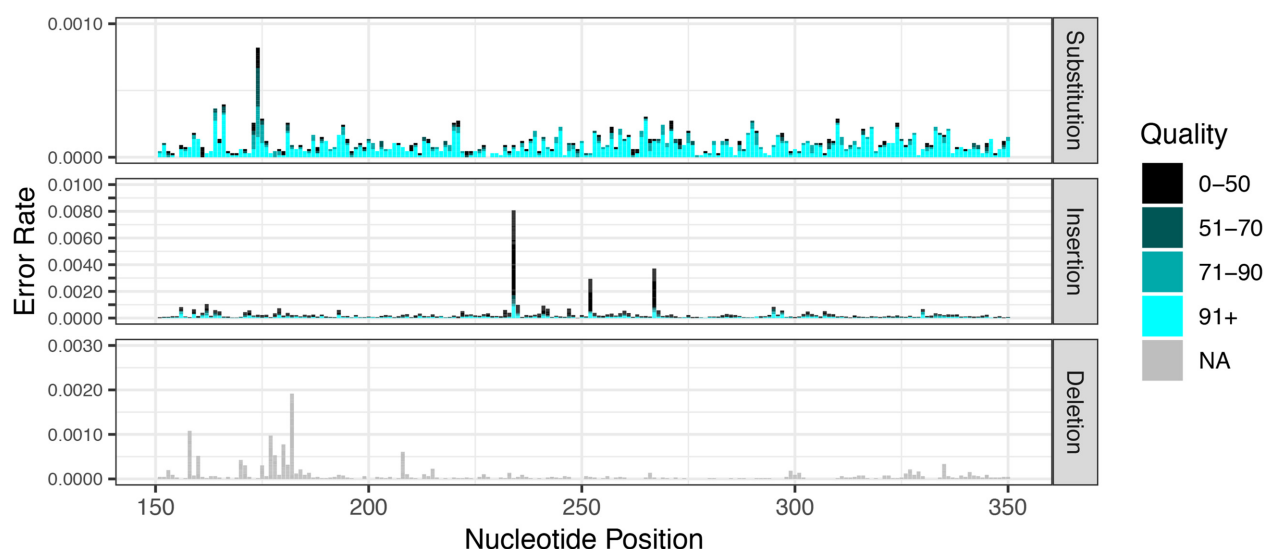 0.0010
0.0000
Substitution
0.0100
0.0080
0.0060
0.0040
0.0020
0.0000
Insertion
0.0030
0.0020
0.0010
0.0000
Deletion
Error Rate
150 200 250 300 350
Nucleotide Position
Quality
0–50
51–70
71–90
91+
NA